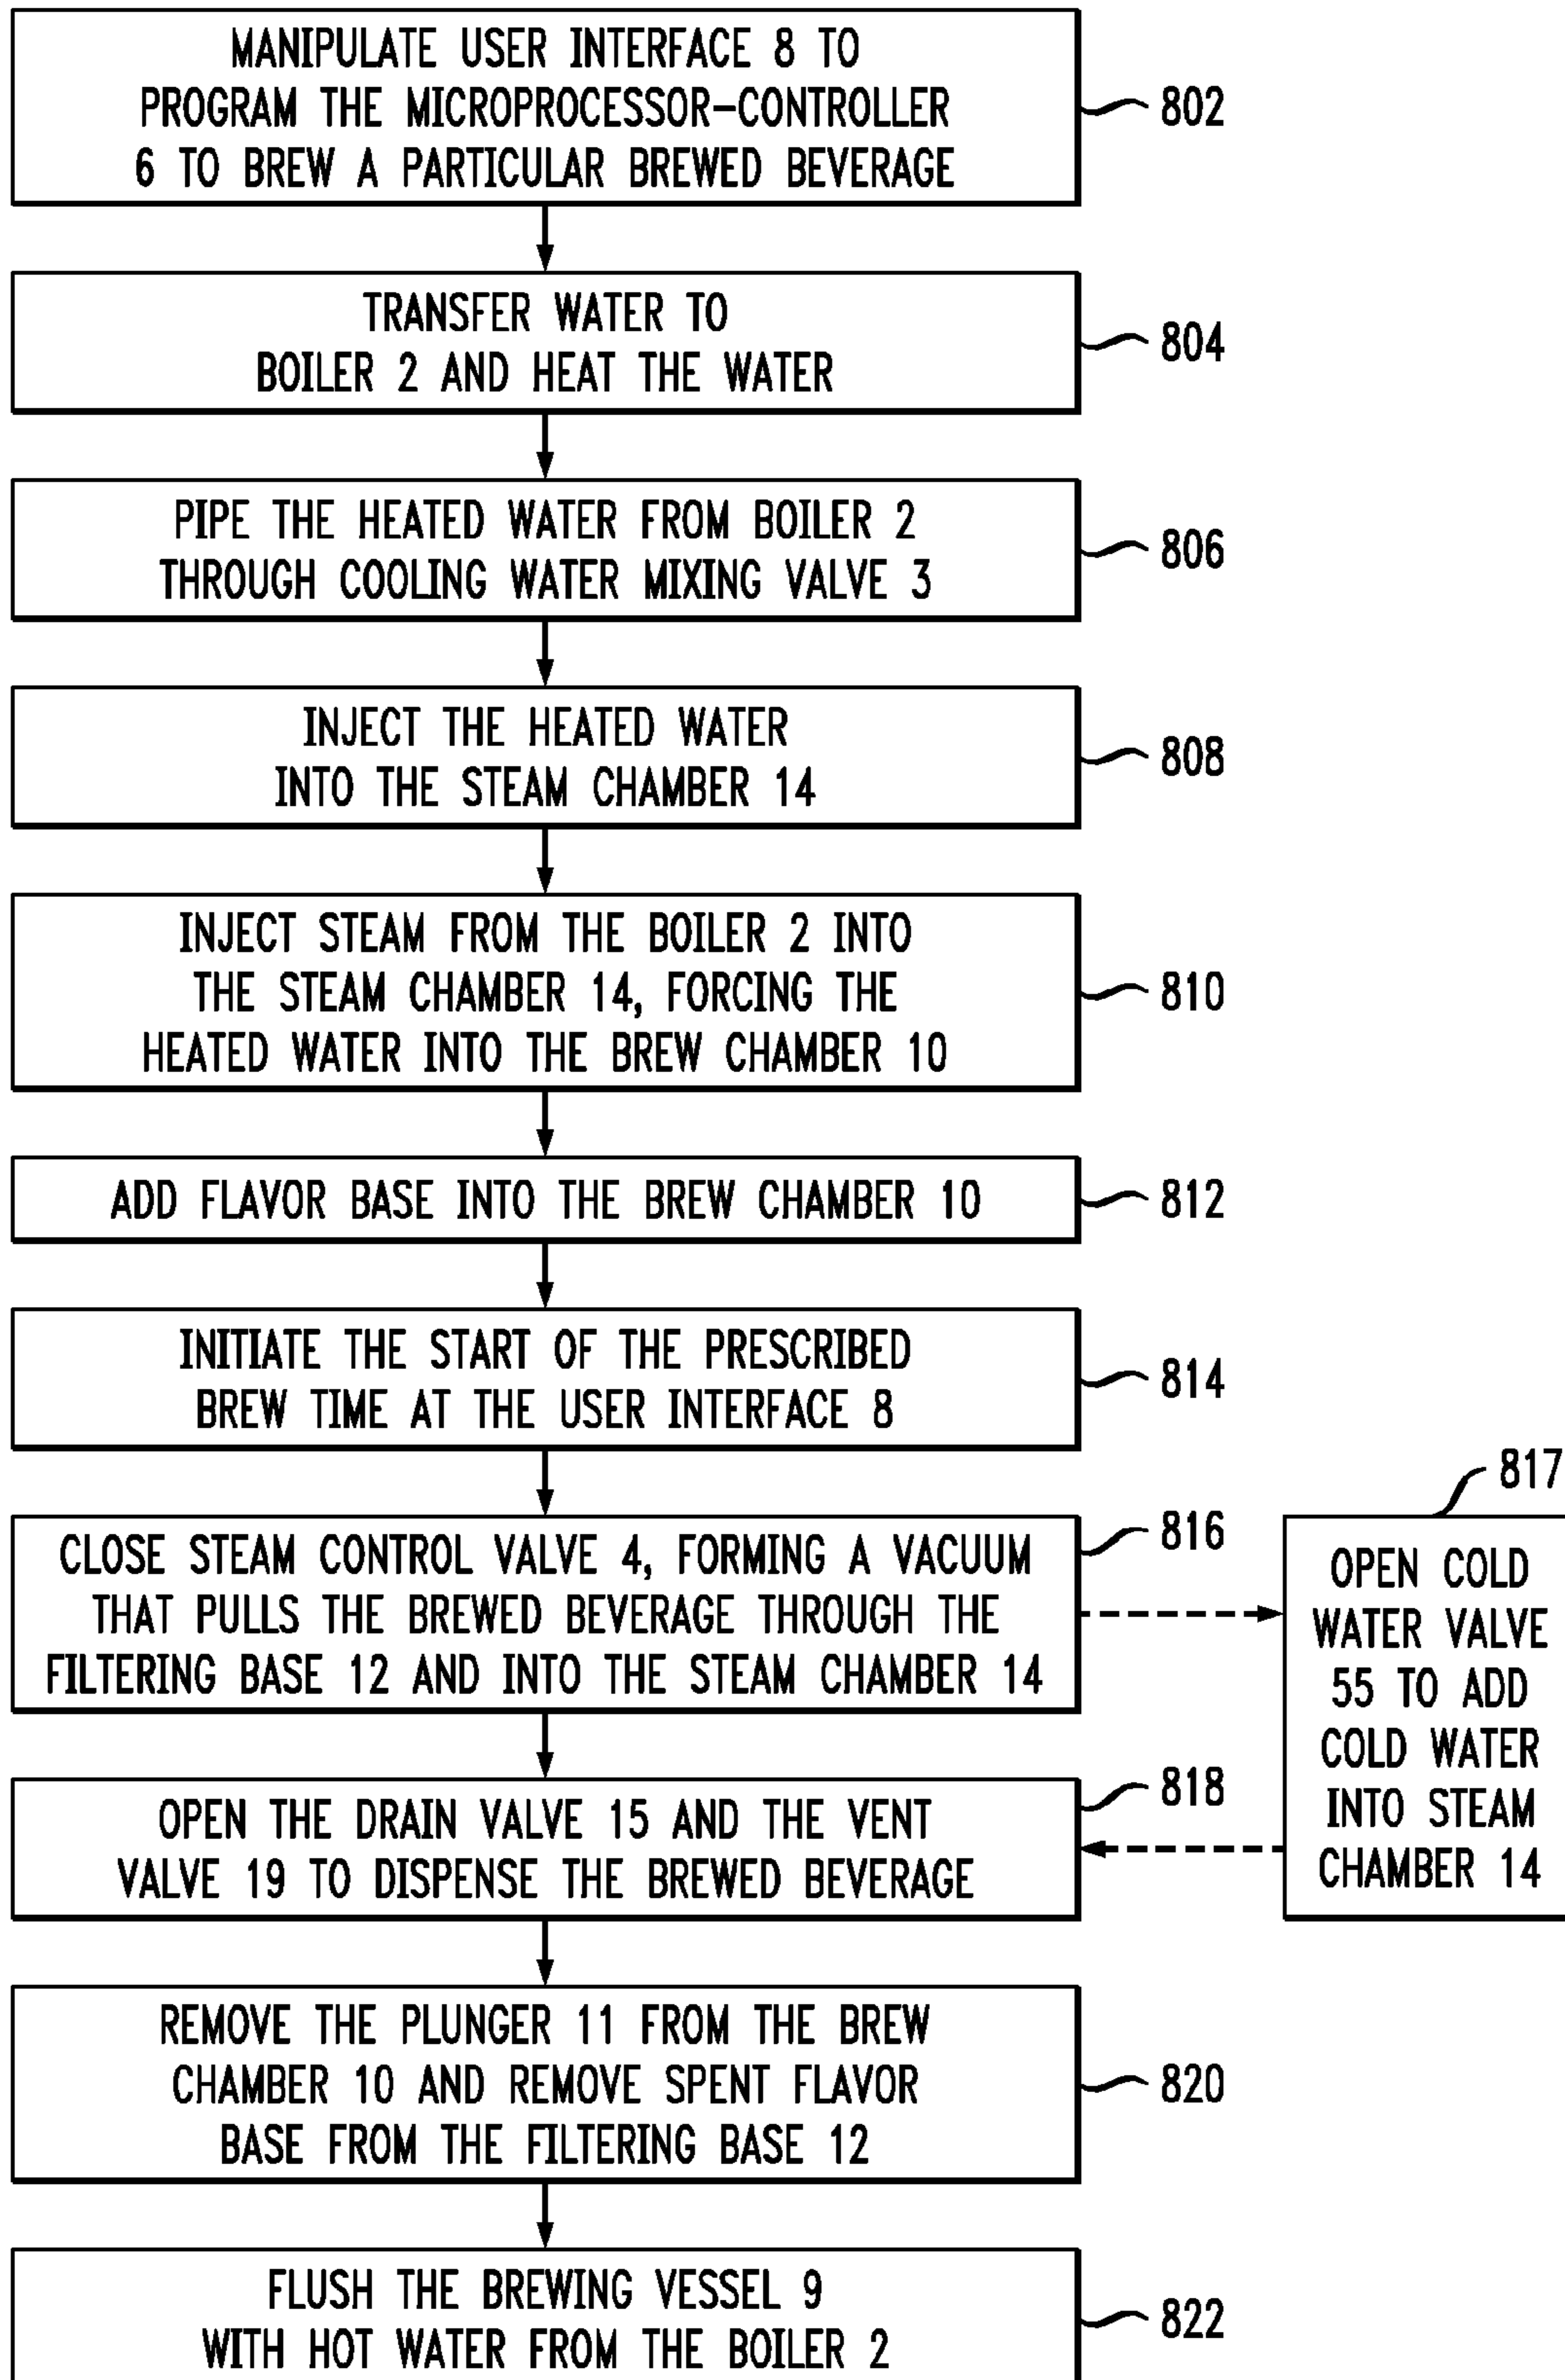 MANIPULATE USER INTERFACE 8 TO
PROGRAM THE MICROPROCESSOR-CONTROLLER
6 TO BREW A PARTICULAR BREWED BEVERAGE
802
TRANSFER WATER TO
BOILER 2 AND HEAT THE WATER
804
PIPE THE HEATED WATER FROM BOILER 2
THROUGH COOLING WATER MIXING VALVE 3
806
INJECT THE HEATED WATER
INTO THE STEAM CHAMBER 14
808
INJECT STEAM FROM THE BOILER 2 INTO
THE STEAM CHAMBER 14, FORCING THE
HEATED WATER INTO THE BREW CHAMBER 10
810
ADD FLAVOR BASE INTO THE BREW CHAMBER 10
812
INITIATE THE START OF THE PRESCRIBED
BREW TIME AT THE USER INTERFACE 8
814
CLOSE STEAM CONTROL VALVE 4, FORMING A VACUUM
THAT PULLS THE BREWED BEVERAGE THROUGH THE
FILTERING BASE 12 AND INTO THE STEAM CHAMBER 14
816
817
OPEN COLD
WATER VALVE
55 TO ADD
COLD WATER
INTO STEAM
CHAMBER 14
OPEN THE DRAIN VALVE 15 AND THE VENT
VALVE 19 TO DISPENSE THE BREWED BEVERAGE
818
REMOVE THE PLUNGER 11 FROM THE BREW
CHAMBER 10 AND REMOVE SPENT FLAVOR
BASE FROM THE FILTERING BASE 12
820
FLUSH THE BREWING VESSEL 9
WITH HOT WATER FROM THE BOILER 2
822